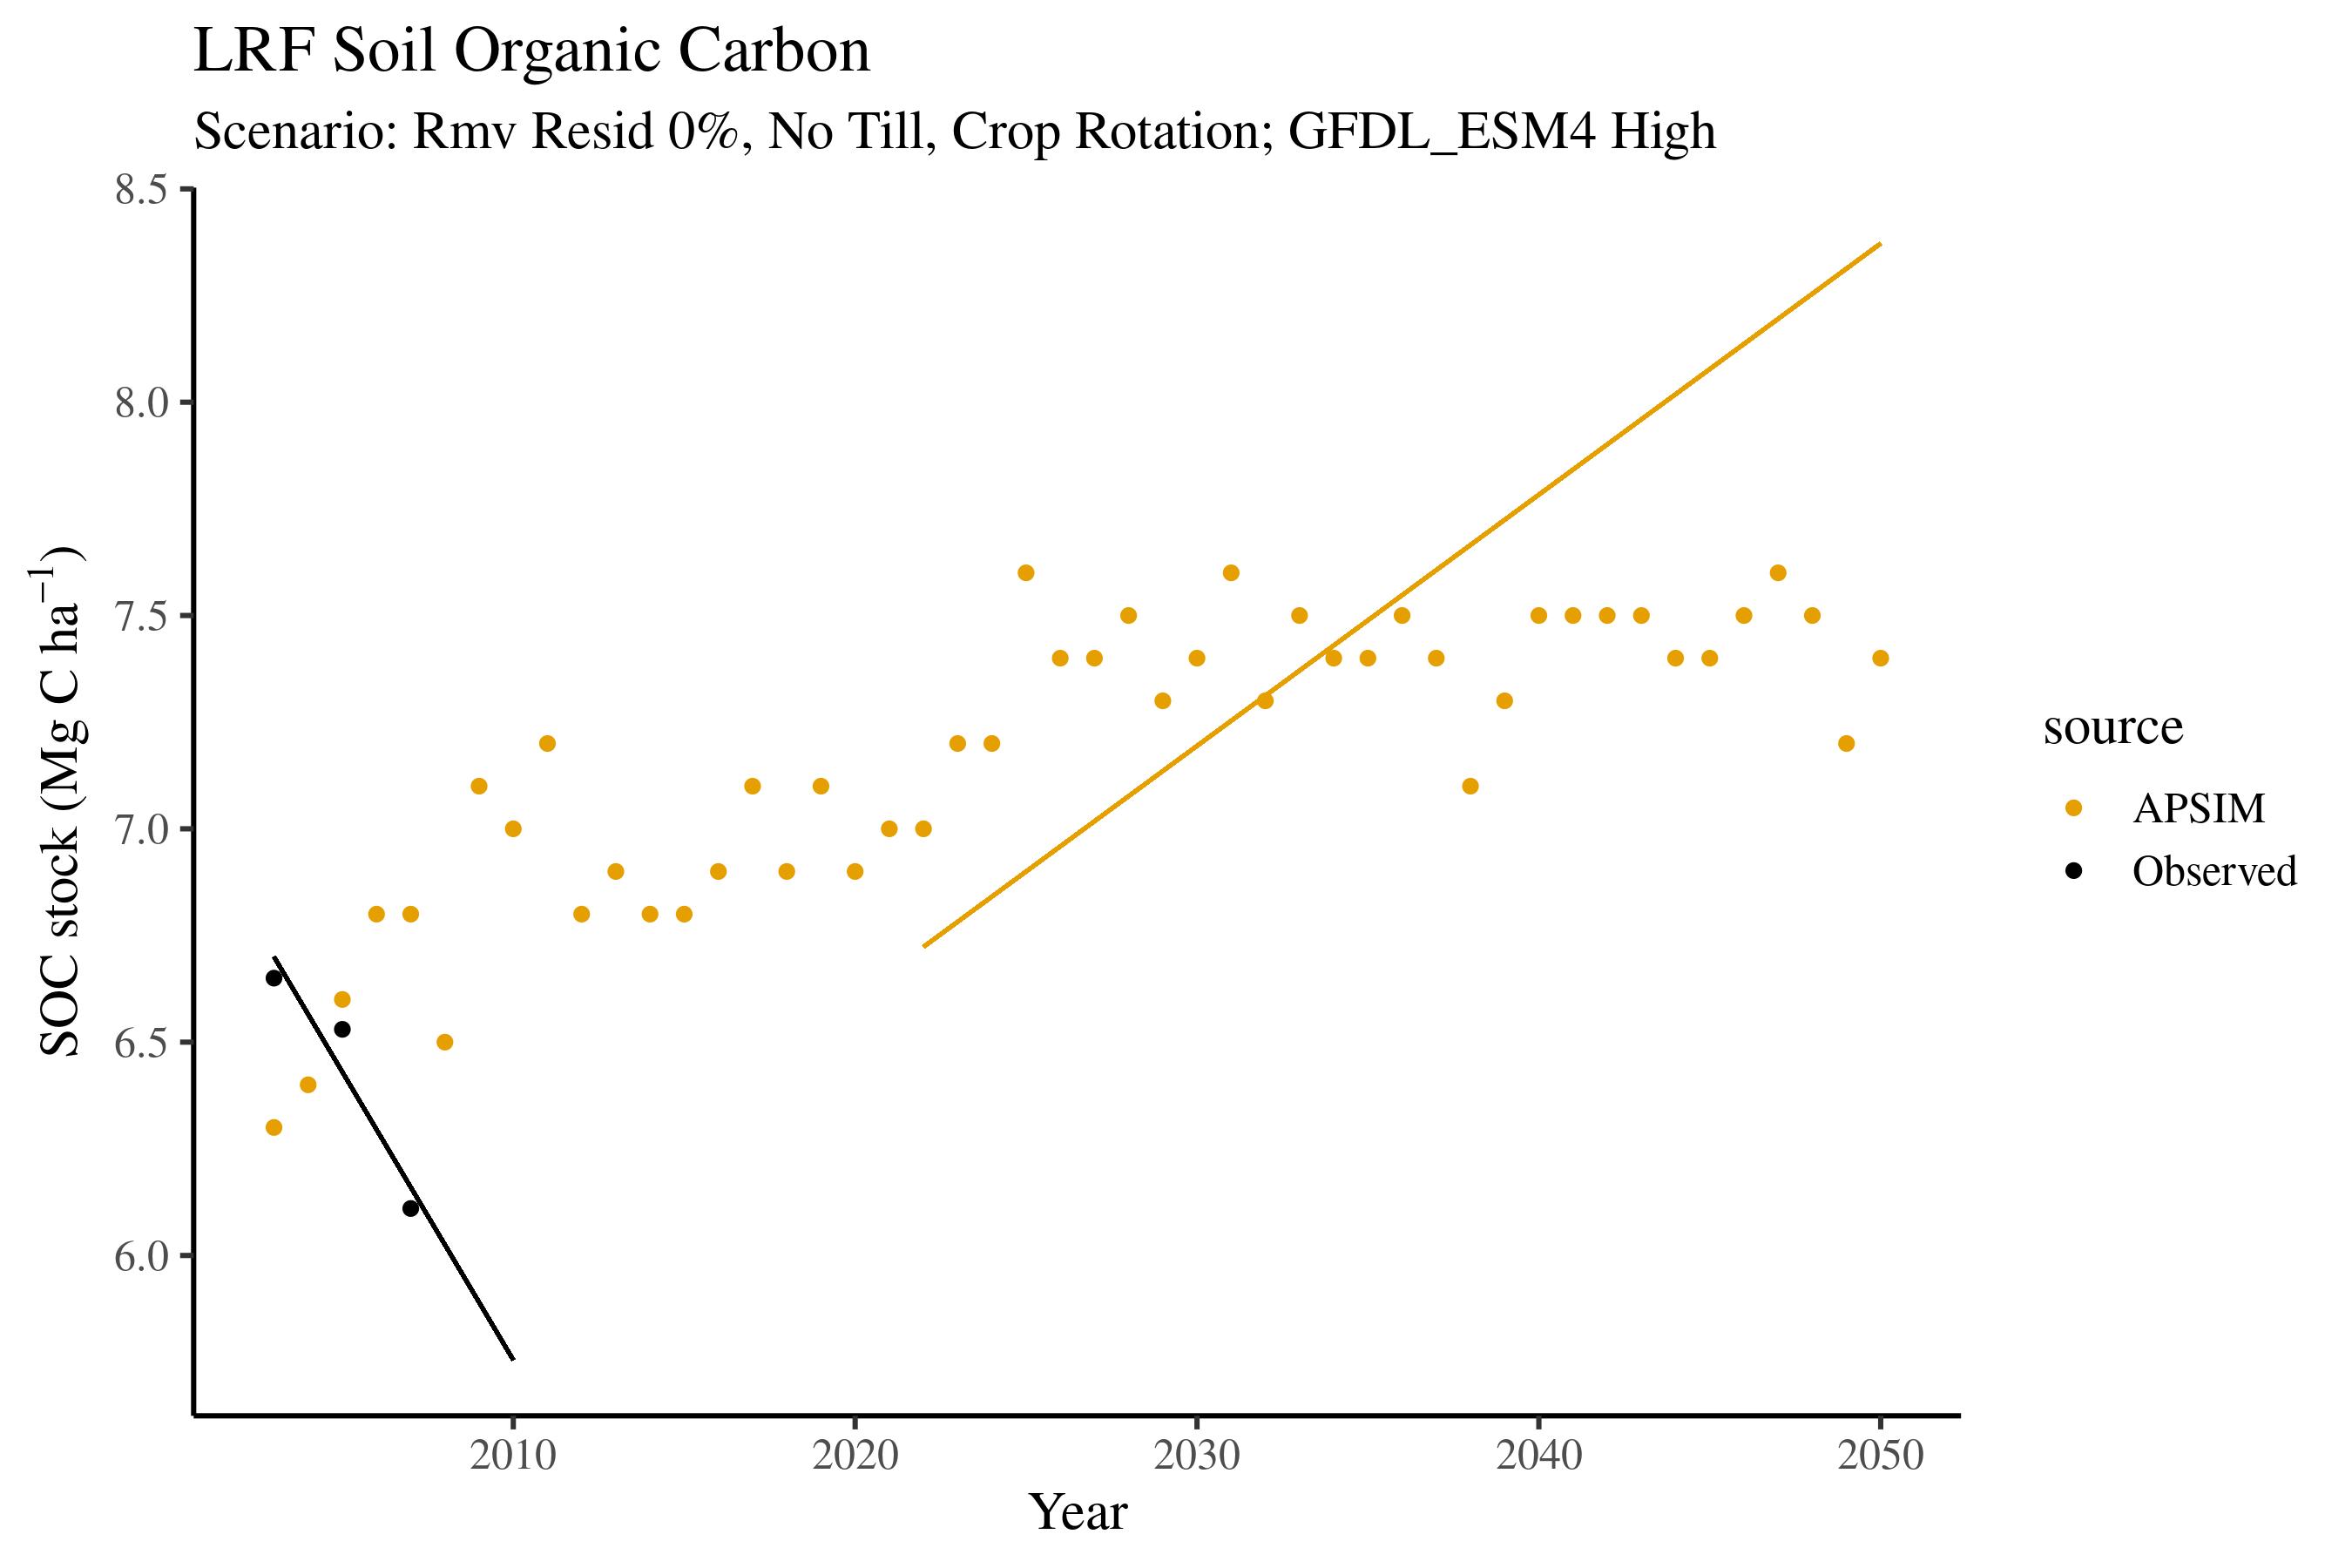 LRF Soil Organic Carbon
Scenario: Rmv Resid 0%, No Till, Crop Rotation; GFDL_ESM4 High
8.5
8.0
7.5
7.0
6.5
6.0
SOC stock (Mg C ha⁻¹)
2010 2020 2030 2040 2050
Year
source
APSIM
Observed